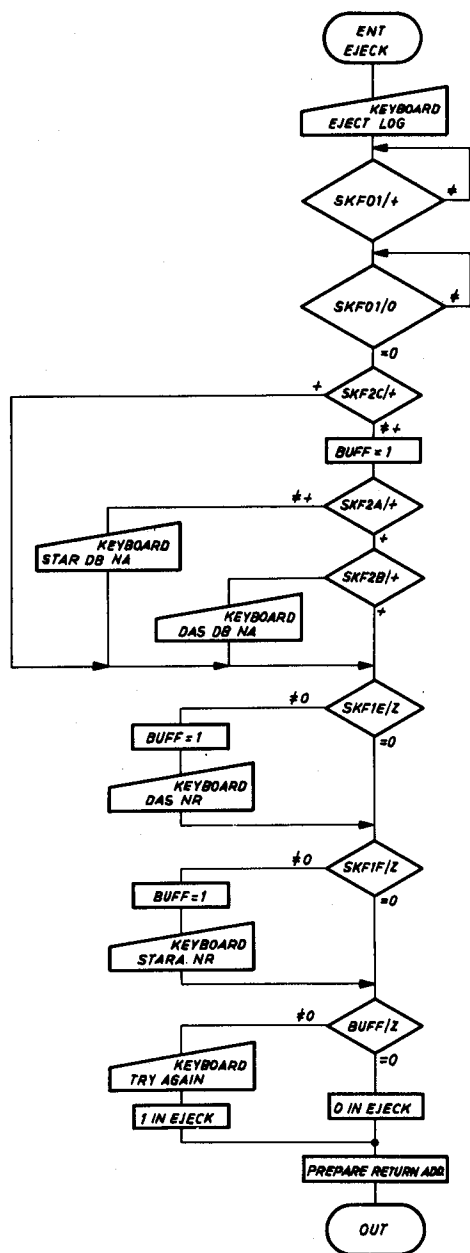 ENT
EJECK
KEYBOARD
EJECT LOG
SKF01/+
≠
SKF01/0
≠
=0
+
SKF2C/+
≠+
BUFF=1
≠+
SKF2A/+
+
KEYBOARD
STAR DB NA
SKF2B/+
+
KEYBOARD
DAS DB NA
≠0
SKF1E/Z
=0
BUFF=1
KEYBOARD
DAS NR
≠0
SKF1F/Z
=0
BUFF=1
KEYBOARD
STARA NR
≠0
BUFF/Z
=0
KEYBOARD
TRY AGAIN
1 IN EJECK
0 IN EJECK
PREPARE RETURN ADD.
OUT